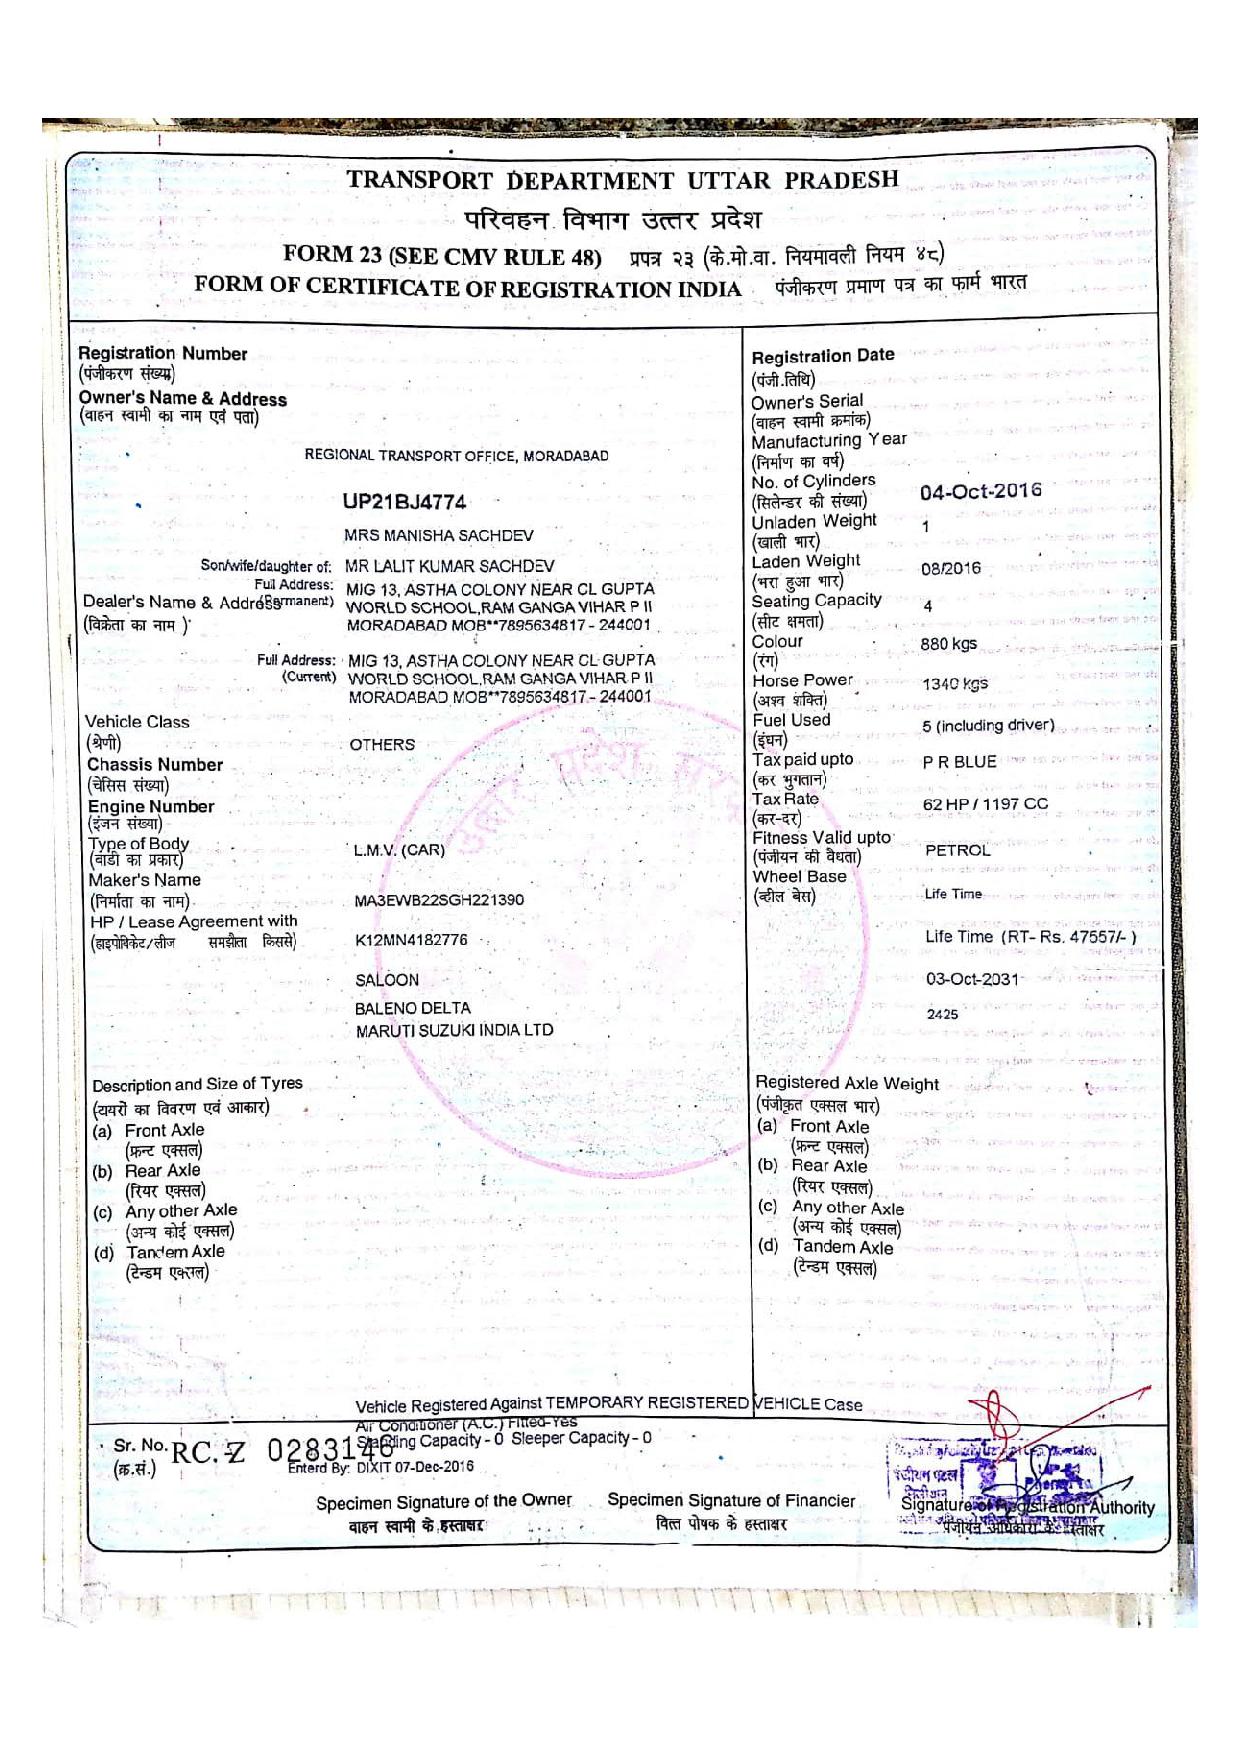 TRANSPORT DEPARTMENT UTTAR PRADESH
परिवहन विभाग उत्तर प्रदेश
FORM 23 (SEE CMV RULE 48) प्रपत्र २३ (के.मो.वा. नियमावली नियम ४८)
FORM OF CERTIFICATE OF REGISTRATION INDIA पंजीकरण प्रमाण पत्र का फार्म भारत
Registration Number
(पंजीकरण संख्या)
Owner's Name & Address
(वाहन स्वामी का नाम एवं पता)
REGIONAL TRANSPORT OFFICE, MORADABAD
UP21BJ4774
MRS MANISHA SACHDEV
Son/wife/daughter of: MR LALIT KUMAR SACHDEV
Full Address: MIG 13, ASTHA COLONY NEAR CL GUPTA
Dealer's Name & Address (Permanent) WORLD SCHOOL,RAM GANGA VIHAR P II
(विक्रेता का नाम) MORADABAD MOB**7895634817 - 244001
Full Address: MIG 13, ASTHA COLONY NEAR CL GUPTA
(Current) WORLD SCHOOL,RAM GANGA VIHAR P II
MORADABAD MOB**7895634817 - 244001
Vehicle Class
(श्रेणी) OTHERS
Chassis Number
(चेसिस संख्या)
Engine Number
(इंजन संख्या)
Type of Body L.M.V. (CAR)
(बाडी का प्रकार)
Maker's Name
(निर्माता का नाम) MA3EWB22SGH221390
HP / Lease Agreement with
(हाइपोथिकेट/लीज समझौता किससे) K12MN4182776
SALOON
BALENO DELTA
MARUTI SUZUKI INDIA LTD
Registration Date
(पंजी.तिथि)
Owner's Serial
(वाहन स्वामी क्रमांक)
Manufacturing Year
(निर्माण का वर्ष)
No. of Cylinders
(सिलेन्डर की संख्या) 04-Oct-2016
Unladen Weight 1
(खाली भार)
Laden Weight 08/2016
(भरा हुआ भार)
Seating Capacity 4
(सीट क्षमता)
Colour 880 kgs
(रंग)
Horse Power 1340 kgs
(अश्व शक्ति)
Fuel Used 5 (including driver)
(इंधन)
Tax paid upto P R BLUE
(कर भुगतान)
Tax Rate 62 HP / 1197 CC
(कर-दर)
Fitness Valid upto
(पंजीयन की वैधता) PETROL
Wheel Base
(व्हील बेस) Life Time
Life Time (RT- Rs. 47557/- )
03-Oct-2031
2425
Description and Size of Tyres
(टायरों का विवरण एवं आकार)
(a) Front Axle
(फ्रन्ट एक्सल)
(b) Rear Axle
(रियर एक्सल)
(c) Any other Axle
(अन्य कोई एक्सल)
(d) Tandem Axle
(टेन्डम एक्सल)
Registered Axle Weight
(पंजीकृत एक्सल भार)
(a) Front Axle
(फ्रन्ट एक्सल)
(b) Rear Axle
(रियर एक्सल)
(c) Any other Axle
(अन्य कोई एक्सल)
(d) Tandem Axle
(टेन्डम एक्सल)
Vehicle Registered Against TEMPORARY REGISTERED VEHICLE Case
Air Conditioner (A.C.) Fitted-Yes
Standing Capacity - 0 Sleeper Capacity - 0
Sr. No. RC.-Z 0283146
(क्र.सं.) Enterd By: DIXIT 07-Dec-2016
Specimen Signature of the Owner Specimen Signature of Financier Signature of Registration Authority
वाहन स्वामी के हस्ताक्षर वित्त पोषक के हस्ताक्षर पंजीयन अधिकारी के हस्ताक्षर